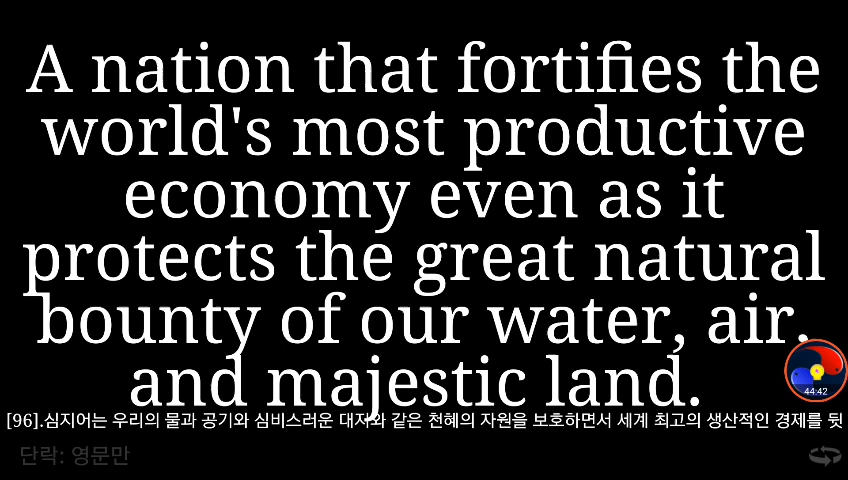 A nation that fortifies the
world's most productive
economy even as it
protects the great natural
bounty of our water, air.
and majestic land.
44:42
[96].심지어는 우리의 물과 공기와 심비스러운 대저와 같은 천혜의 자원을 보호하면서 세계 최고의 생산적인 경제를 뒷
단락: 영문만